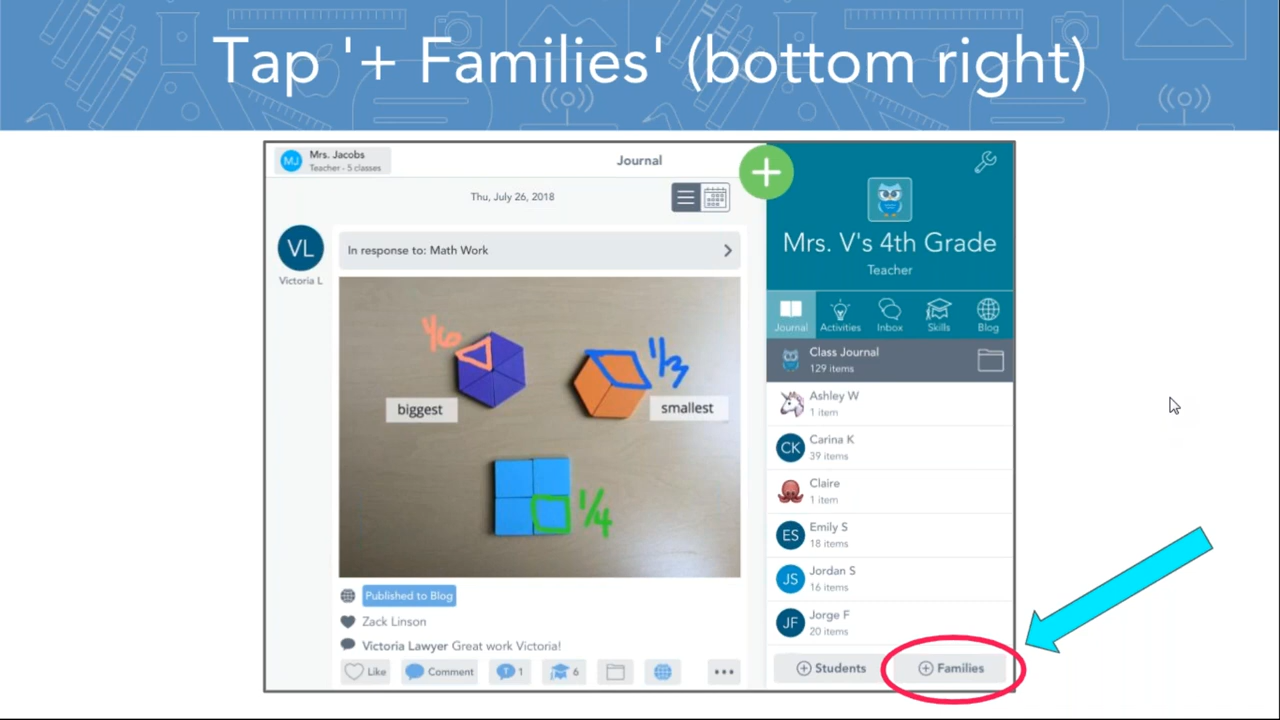 Tap '+ Families' (bottom right)
MJ
Mrs. Jacobs
Teacher - 5 classes
Journal
Thu, July 26, 2018
VL
Victoria L
In response to: Math Work
1/6
1/3
biggest
smallest
1/4
Published to Blog
Zack Linson
Victoria Lawyer Great work Victoria!
Like
Comment
T 1
6
Mrs. V's 4th Grade
Teacher
Journal
Activities
Inbox
Skills
Blog
Class Journal
129 items
Ashley W
1 item
CK
Carina K
39 items
Claire
1 item
ES
Emily S
18 items
JS
Jordan S
16 items
JF
Jorge F
20 items
Students
Families